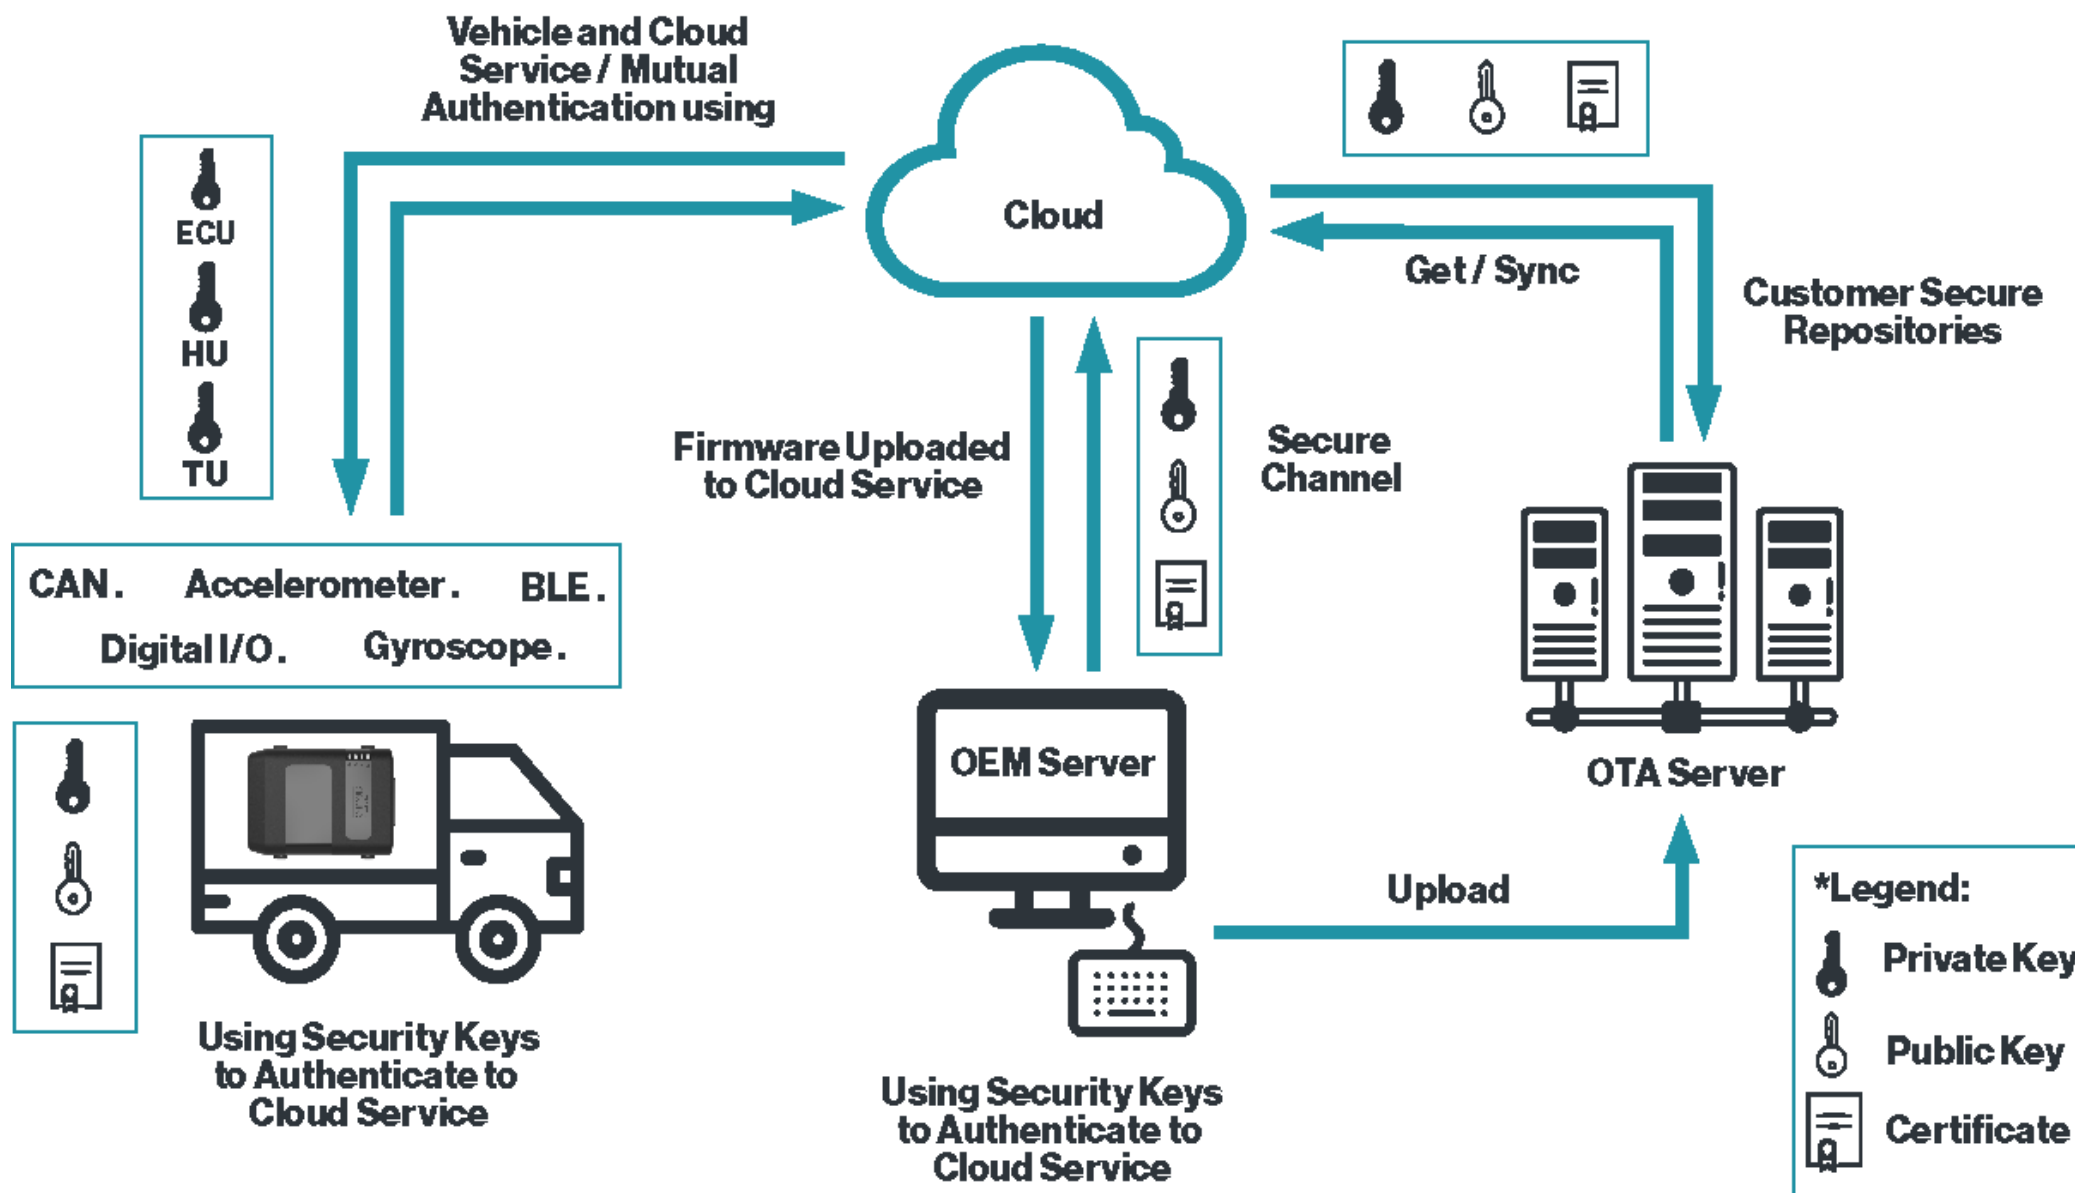 Vehicle and Cloud
Service / Mutual
Authentication using
ECU
HU
TU
Cloud
Get / Sync
Customer Secure
Repositories
Firmware Uploaded
to Cloud Service
Secure
Channel
CAN. Accelerometer. BLE.
Digital I/O. Gyroscope.
OEM Server
OTA Server
Upload
Using Security Keys
to Authenticate to
Cloud Service
Using Security Keys
to Authenticate to
Cloud Service
*Legend:
Private Key
Public Key
Certificate